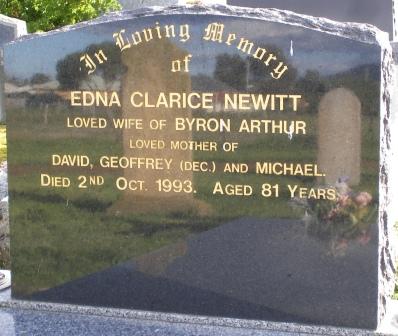 In Loving Memory
of
EDNA CLARICE NEWITT
LOVED WIFE OF BYRON ARTHUR
LOVED MOTHER OF
DAVID, GEOFFREY (DEC.) AND MICHAEL.
DIED 2ND OCT. 1993. AGED 81 YEARS.